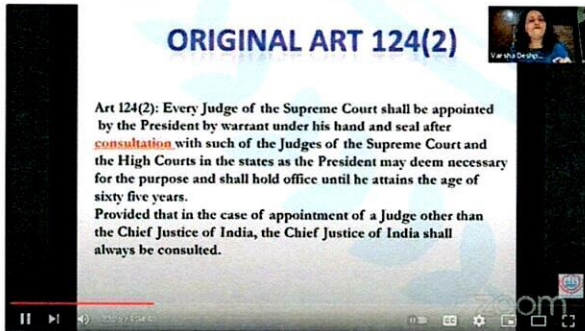 ORIGINAL ART 124(2)
Varsha Deshp...
Art 124(2): Every Judge of the Supreme Court shall be appointed
by the President by warrant under his hand and seal after
consultation with such of the Judges of the Supreme Court and
the High Courts in the states as the President may deem necessary
for the purpose and shall hold office until he attains the age of
sixty five years.
Provided that in the case of appointment of a Judge other than
the Chief Justice of India, the Chief Justice of India shall
always be consulted.
zoom
CC